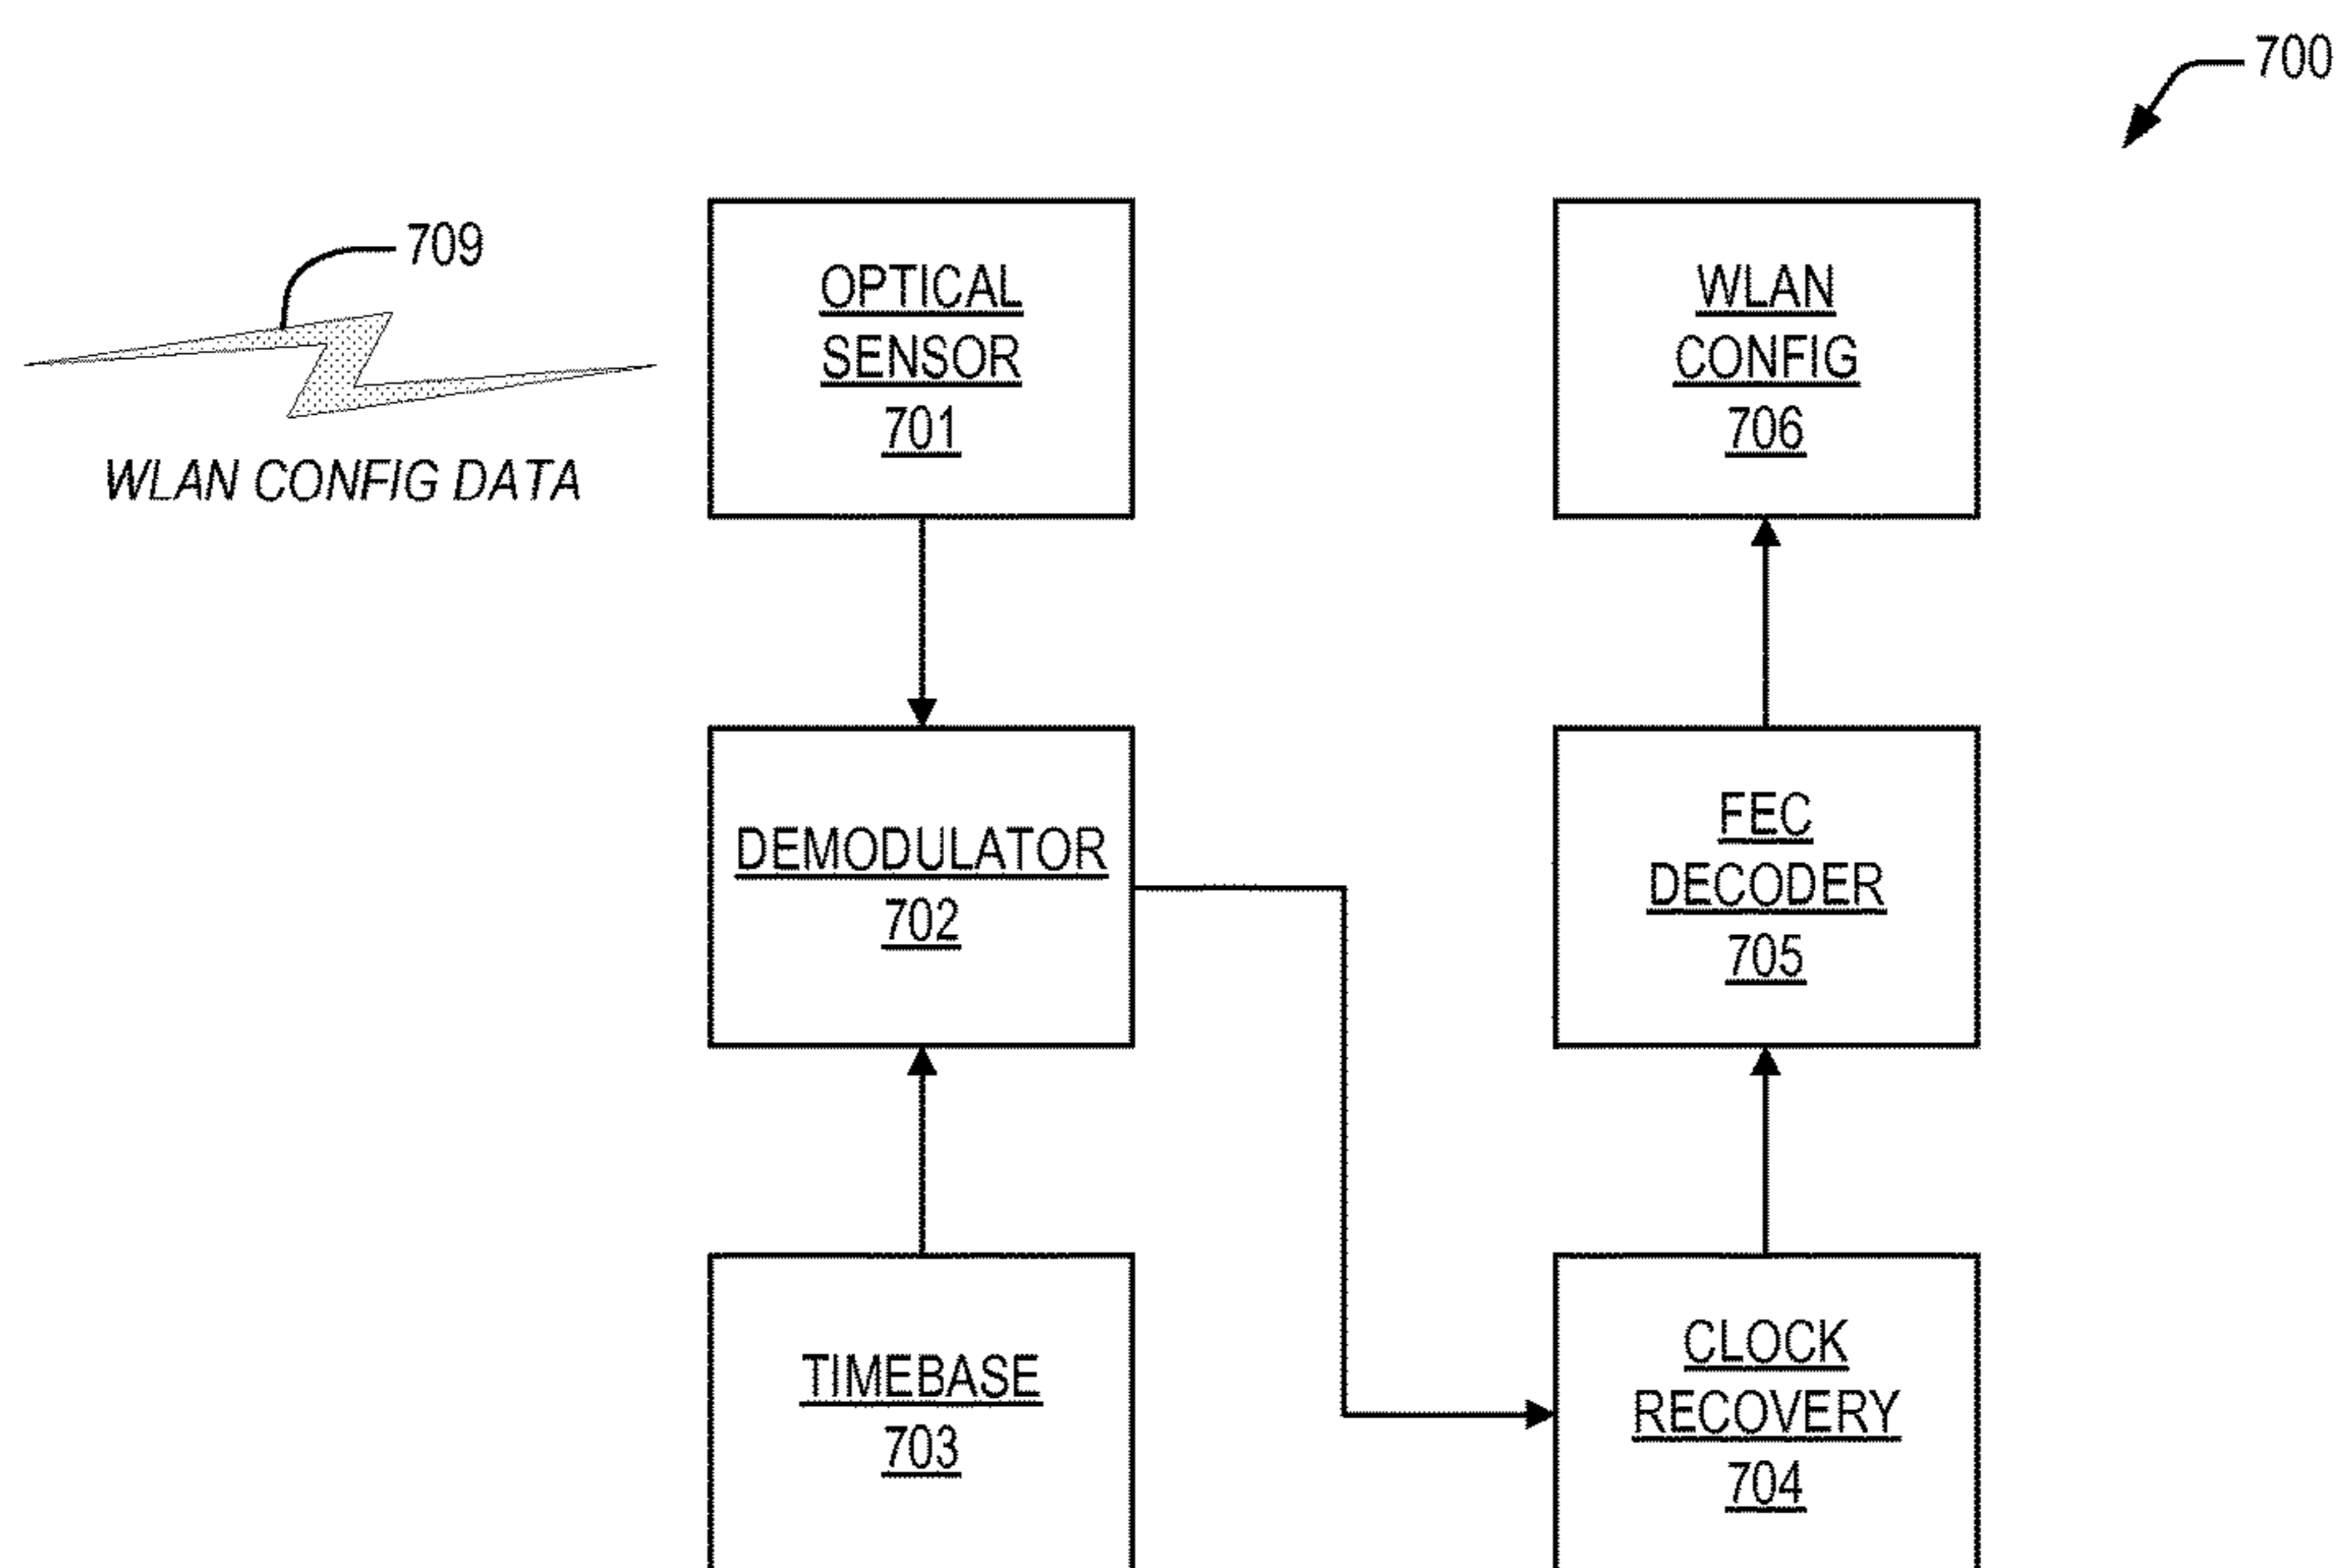 700
709
WLAN CONFIG DATA
OPTICAL
SENSOR
701
WLAN
CONFIG
706
DEMODULATOR
702
FEC
DECODER
705
TIMEBASE
703
CLOCK
RECOVERY
704